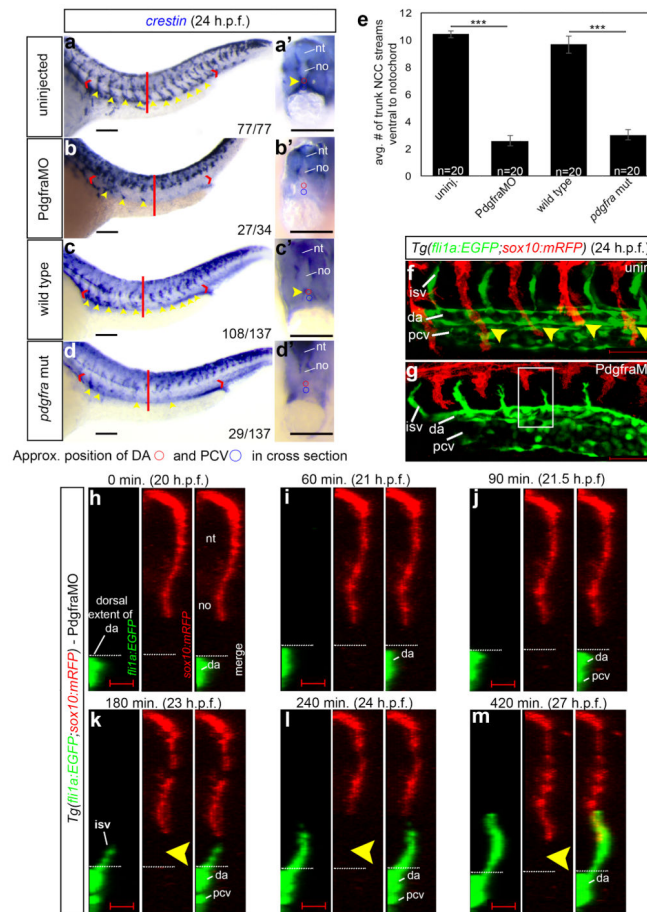 crestin (24 h.p.f.)
a
a'
nt
no
uninjected
77/77
b
b'
nt
no
PdgfraMO
27/34
c
c'
nt
no
wild type
108/137
d
d'
nt
no
pdgfra mut
29/137
Approx. position of DA and PCV in cross section
e
avg. # of trunk NCC streams
ventral to notochord
12
10
8
6
4
2
0
***
***
n=20
n=20
n=20
n=20
uninj.
PdgfraMO
wild type
pdgfra mut
Tg(fli1a:EGFP;sox10:mRFP) (24 h.p.f.)
f
isv
da
pcv
g
PdgfraM
isv
da
pcv
Tg(fli1a:EGFP;sox10:mRFP) - PdgfraMO
0 min. (20 h.p.f.)
60 min. (21 h.p.f.)
90 min. (21.5 h.p.f)
h
nt
no
dorsal
extent of
da
fli1a:EGFP
sox10:mRFP
merge
da
i
da
j
da
pcv
180 min. (23 h.p.f.)
240 min. (24 h.p.f.)
420 min. (27 h.p.f.)
k
isv
da
pcv
l
da
pcv
m
da
pcv